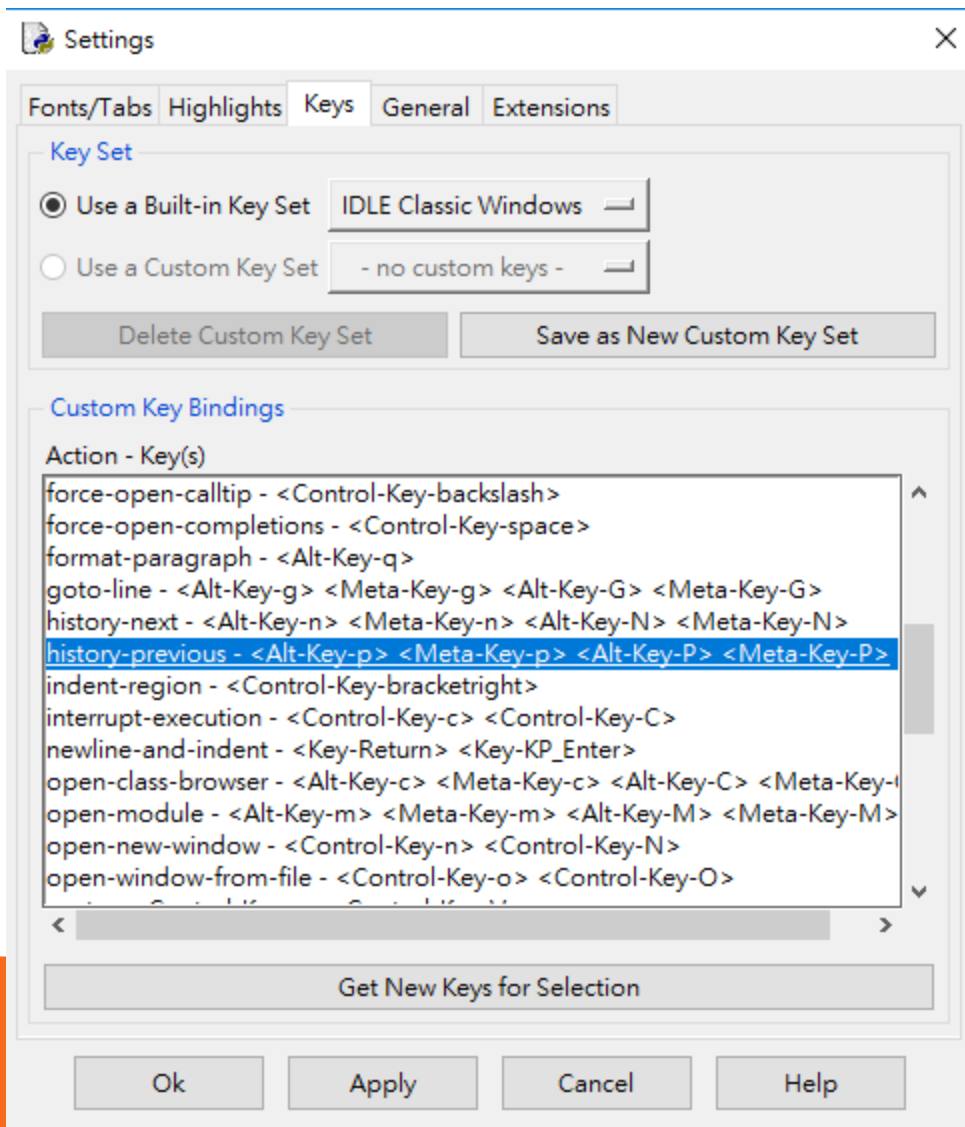 Settings
Fonts/Tabs Highlights Keys General Extensions
Key Set
Use a Built-in Key Set IDLE Classic Windows
Use a Custom Key Set - no custom keys -
Delete Custom Key Set Save as New Custom Key Set
Custom Key Bindings
Action - Key(s)
force-open-calltip - <Control-Key-backslash>
force-open-completions - <Control-Key-space>
format-paragraph - <Alt-Key-q>
goto-line - <Alt-Key-g> <Meta-Key-g> <Alt-Key-G> <Meta-Key-G>
history-next - <Alt-Key-n> <Meta-Key-n> <Alt-Key-N> <Meta-Key-N>
history-previous - <Alt-Key-p> <Meta-Key-p> <Alt-Key-P> <Meta-Key-P>
indent-region - <Control-Key-bracketright>
interrupt-execution - <Control-Key-c> <Control-Key-C>
newline-and-indent - <Key-Return> <Key-KP_Enter>
open-class-browser - <Alt-Key-c> <Meta-Key-c> <Alt-Key-C> <Meta-Key-
open-module - <Alt-Key-m> <Meta-Key-m> <Alt-Key-M> <Meta-Key-M>
open-new-window - <Control-Key-n> <Control-Key-N>
open-window-from-file - <Control-Key-o> <Control-Key-O>
Get New Keys for Selection
Ok Apply Cancel Help